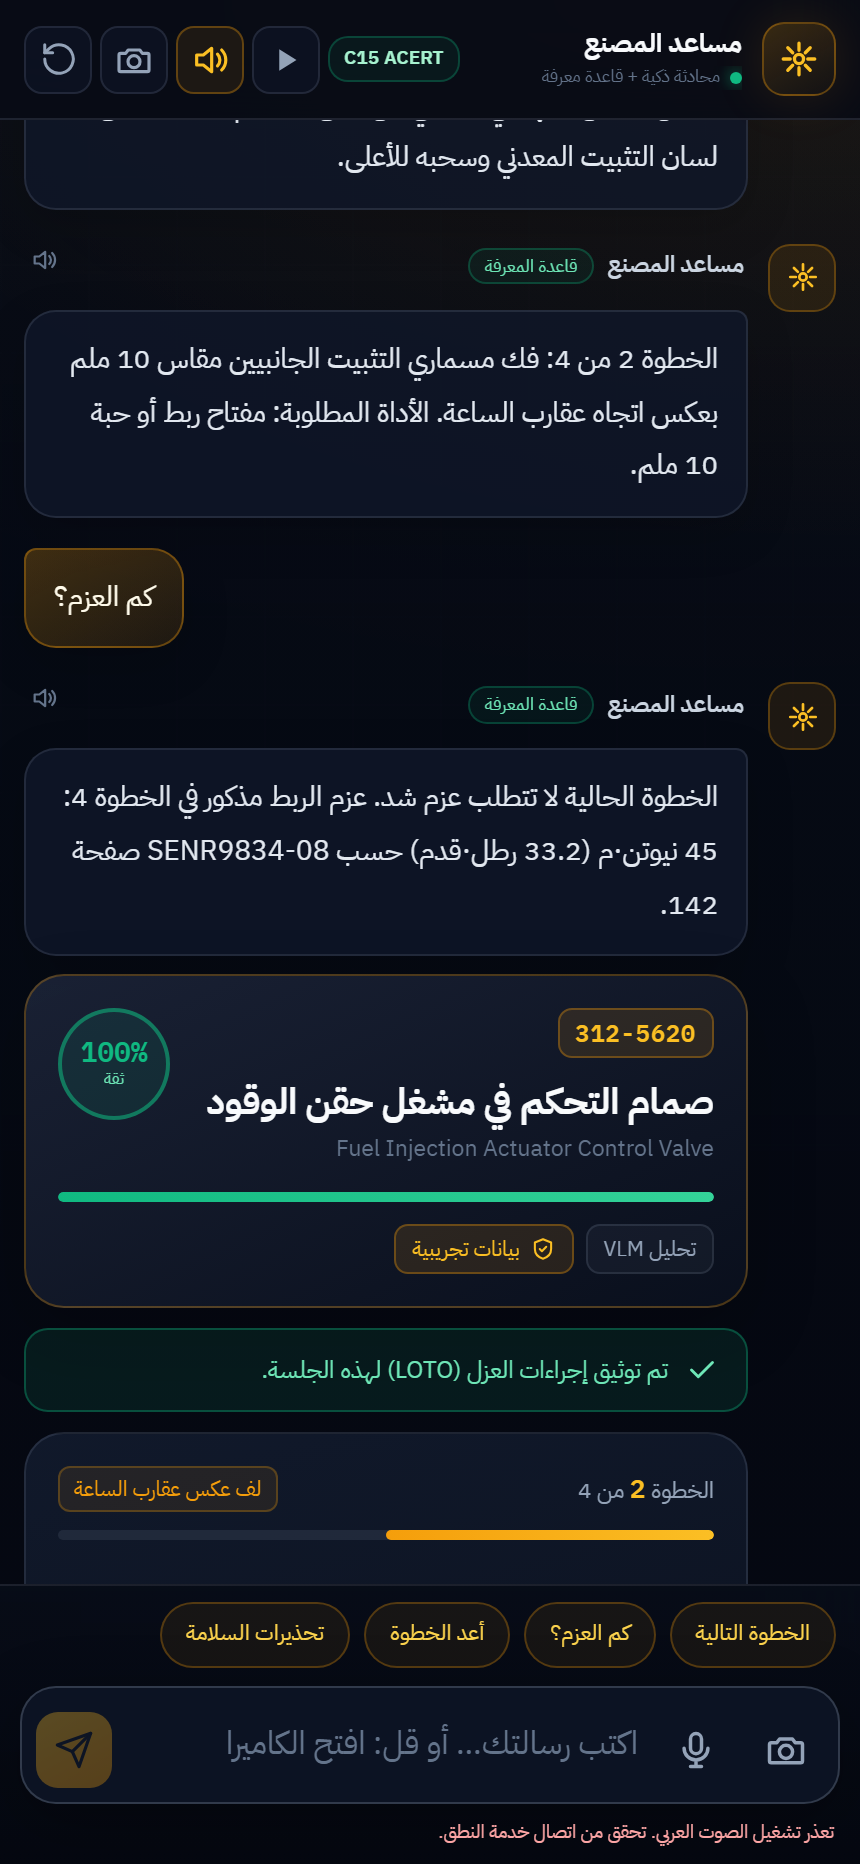 مساعد المصنع
محادثة ذكية + قاعدة معرفة
C15 ACERT
لسان التثبيت المعدني وسحبه للأعلى.
مساعد المصنع
قاعدة المعرفة
الخطوة 2 من 4: فك مسماري التثبيت الجانبيين مقاس 10 ملم
بعكس اتجاه عقارب الساعة. الأداة المطلوبة: مفتاح ربط أو حبة
10 ملم.
كم العزم؟
مساعد المصنع
قاعدة المعرفة
الخطوة الحالية لا تتطلب عزم شد. عزم الربط مذكور في الخطوة 4:
45 نيوتن·م (33.2 رطل·قدم) حسب SENR9834-08 صفحة
142.
312-5620
100%
ثقة
صمام التحكم في مشغل حقن الوقود
Fuel Injection Actuator Control Valve
تحليل VLM
بيانات تجريبية
تم توثيق إجراءات العزل (LOTO) لهذه الجلسة.
الخطوة 2 من 4
لف عكس عقارب الساعة
الخطوة التالية
كم العزم؟
أعد الخطوة
تحذيرات السلامة
اكتب رسالتك... أو قل: افتح الكاميرا
تعذر تشغيل الصوت العربي. تحقق من اتصال خدمة النطق.